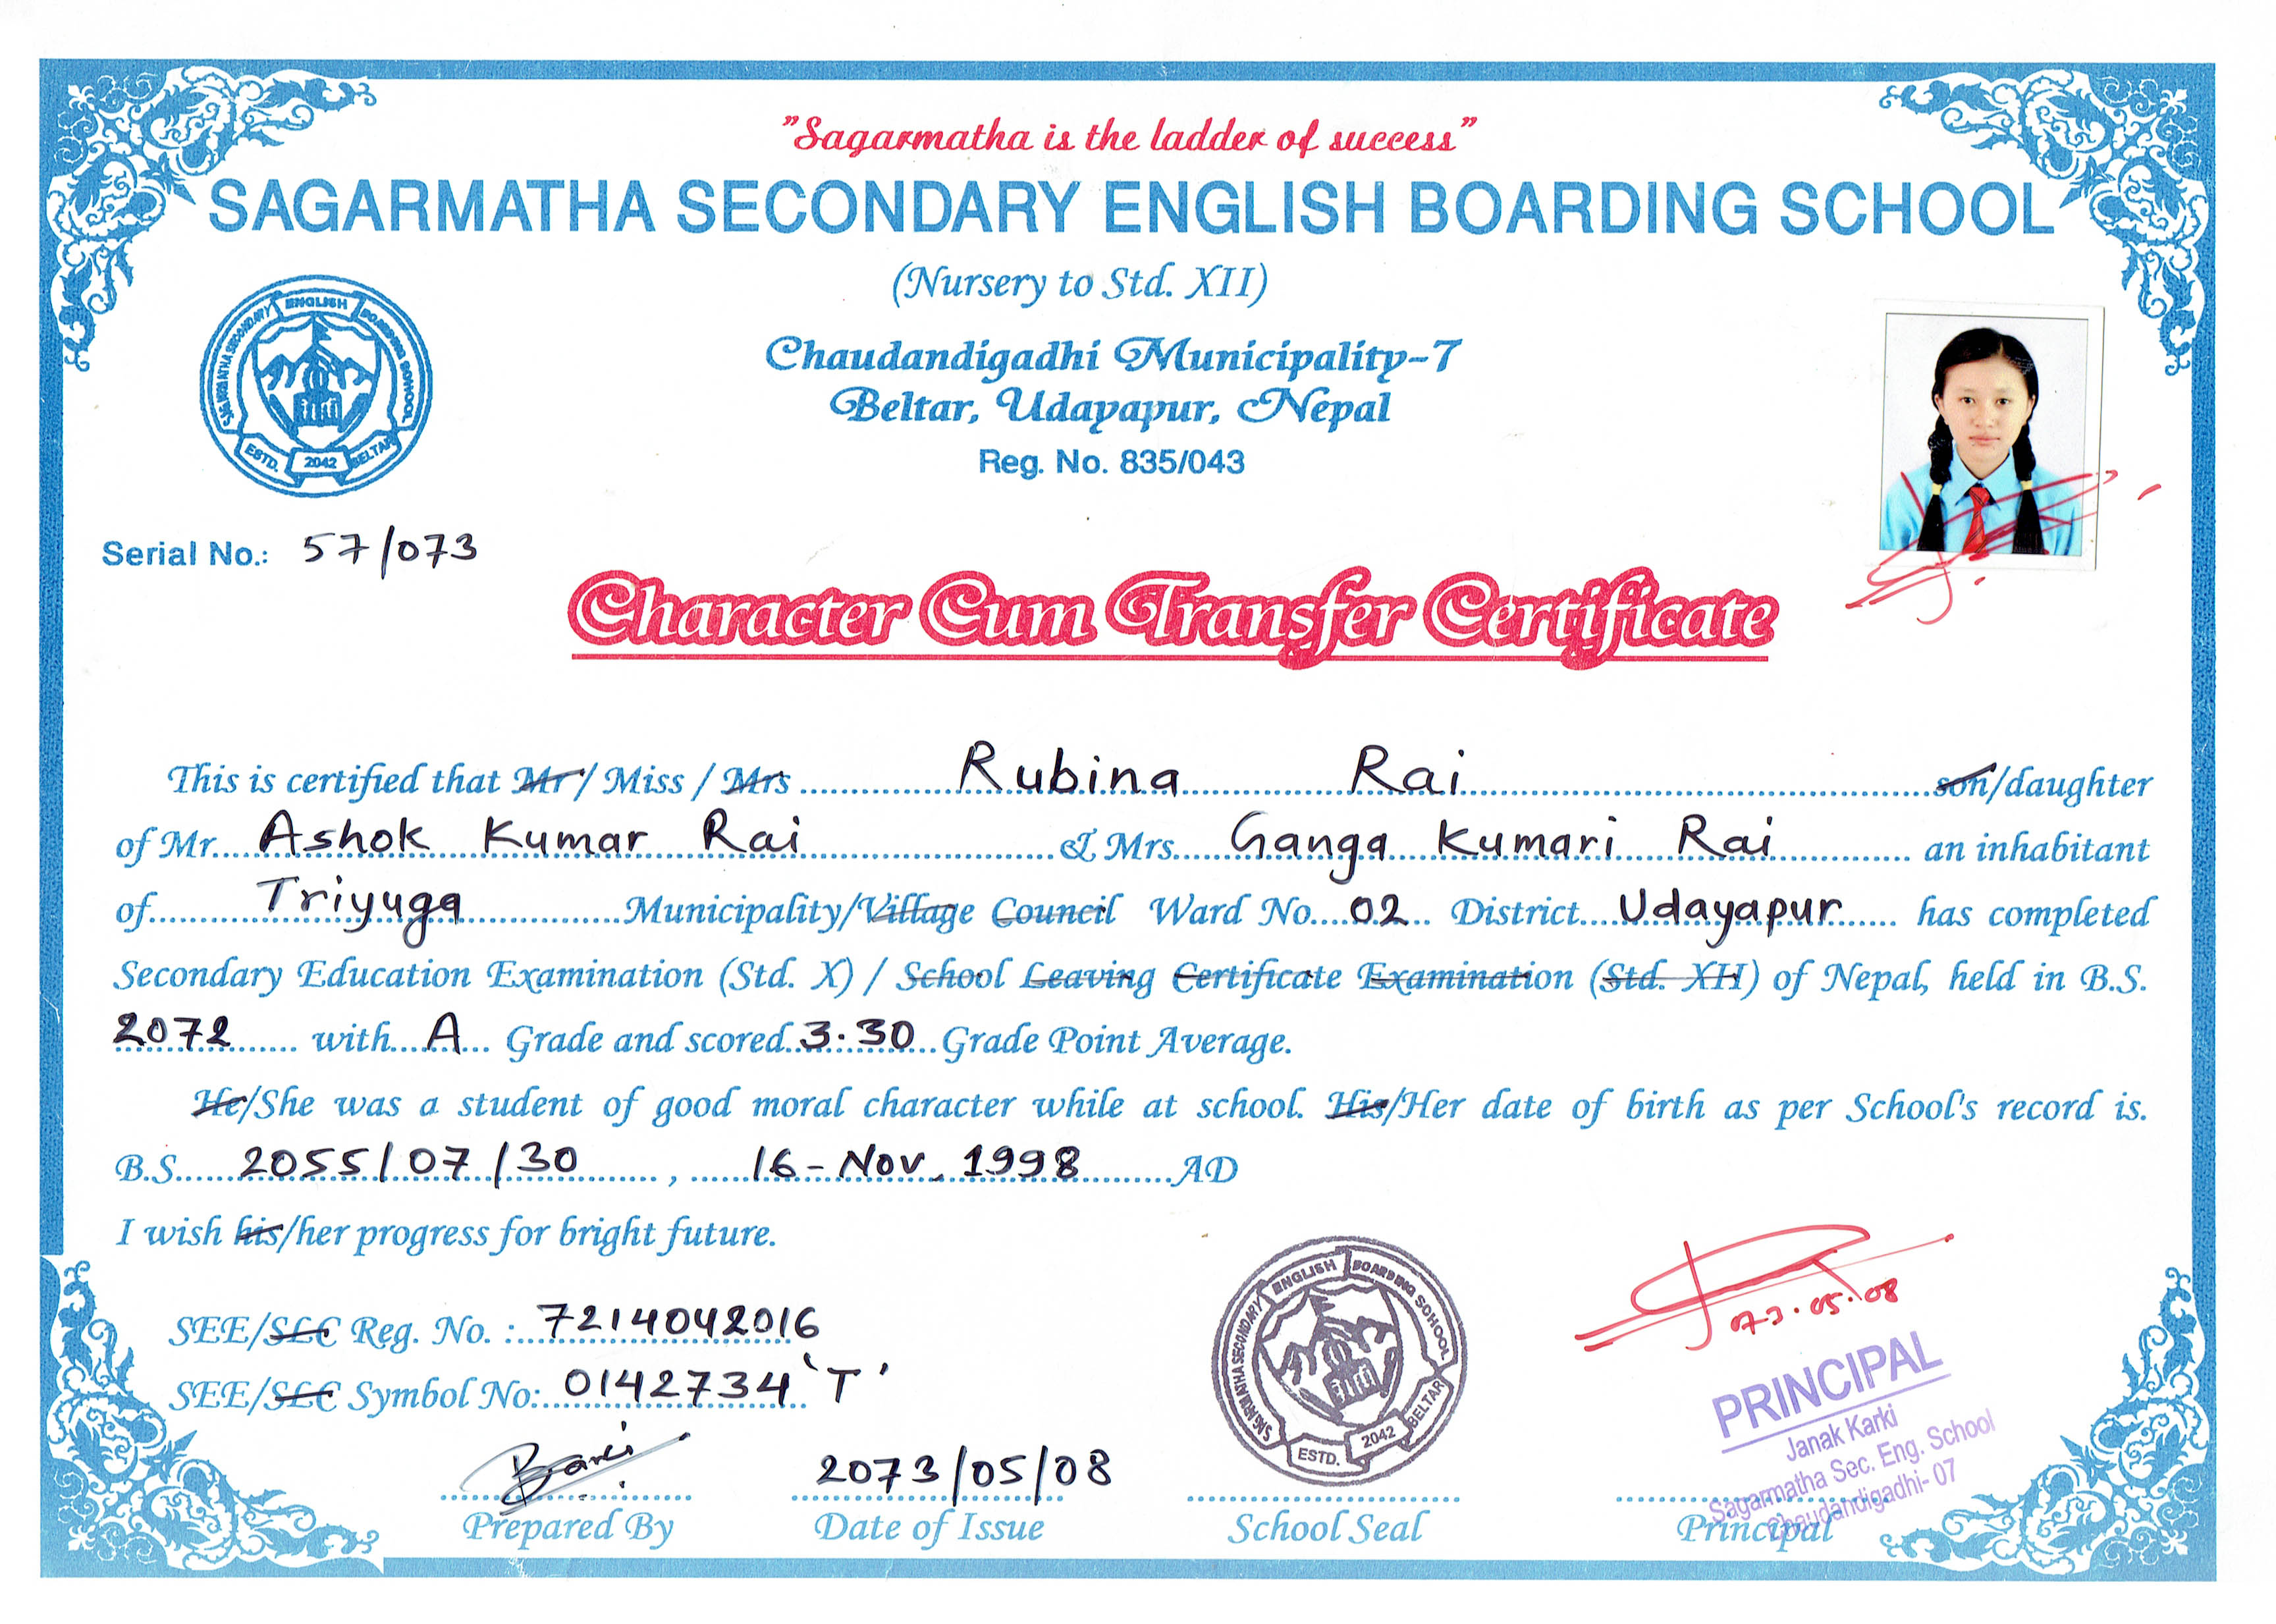 "Sagarmatha is the ladder of success"
SAGARMATHA SECONDARY ENGLISH BOARDING SCHOOL
(Nursery to Std. XII)
Chaudandigadhi Municipality-7
Beltar, Udayapur, Nepal
Reg. No. 835/043
SAGARMATHA SECONDARY ENGLISH BOARDING SCHOOL
ESTD. 2042 BELTAR
Serial No.: 57/073
Character Cum Transfer Certificate
This is certified that Mr / Miss / Mrs Rubina Rai son/daughter
of Mr. Ashok Kumar Rai & Mrs. Ganga Kumari Rai an inhabitant
of Triyuga Municipality/Village Council Ward No. 02 District Udayapur has completed
Secondary Education Examination (Std. X) / School Leaving Certificate Examination (Std. XII) of Nepal, held in B.S.
2072 with A Grade and scored 3.30 Grade Point Average.
He/She was a student of good moral character while at school. His/Her date of birth as per School's record is.
B.S. 2055/07/30 , 16-Nov. 1998 AD
I wish his/her progress for bright future.
SEE/SLC Reg. No. : 7214042016
SEE/SLC Symbol No: 0142734 'T'
SAGARMATHA SECONDARY ENGLISH BOARDING SCHOOL
ESTD. 2042 BELTAR
073.05.08
PRINCIPAL
Janak Karki
Sagarmatha Sec. Eng. School
Chaudandigadhi-07
2073/05/08
Prepared By Date of Issue School Seal Principal